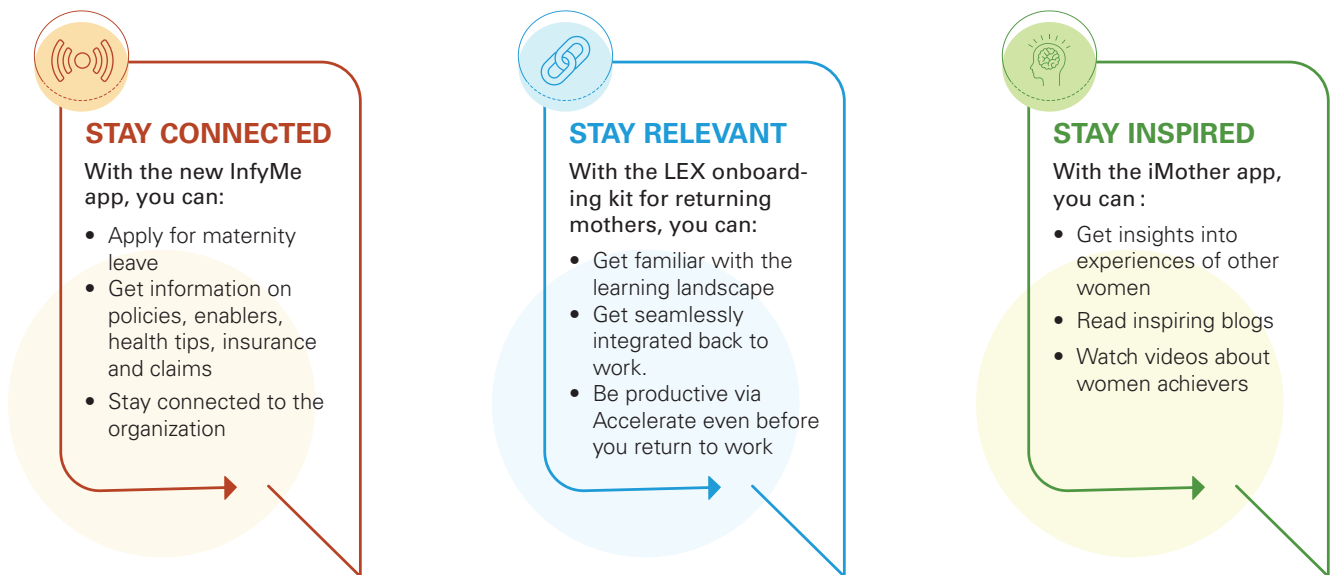 STAY CONNECTED
With the new InfyMe
app, you can:
• Apply for maternity
leave
• Get information on
policies, enablers,
health tips, insurance
and claims
• Stay connected to the
organization
STAY RELEVANT
With the LEX onboard-
ing kit for returning
mothers, you can:
• Get familiar with the
learning landscape
• Get seamlessly
integrated back to
work.
• Be productive via
Accelerate even before
you return to work
STAY INSPIRED
With the iMother app,
you can :
• Get insights into
experiences of other
women
• Read inspiring blogs
• Watch videos about
women achievers